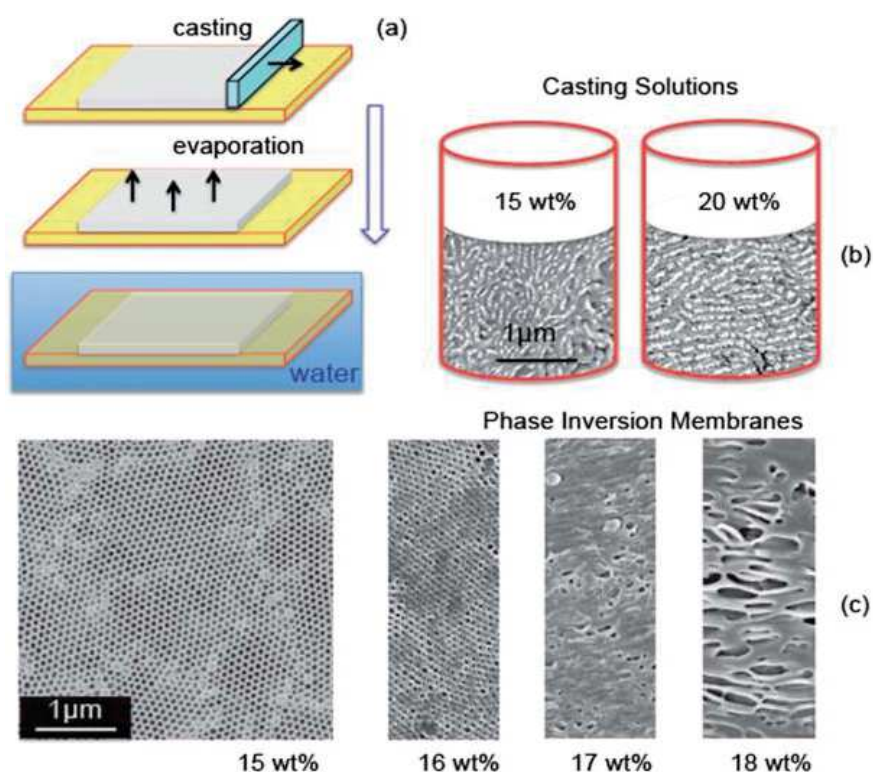 casting
(a)
evaporation
water
Casting Solutions
15 wt%
20 wt%
1µm
(b)
Phase Inversion Membranes
1µm
(c)
15 wt%
16 wt%
17 wt%
18 wt%